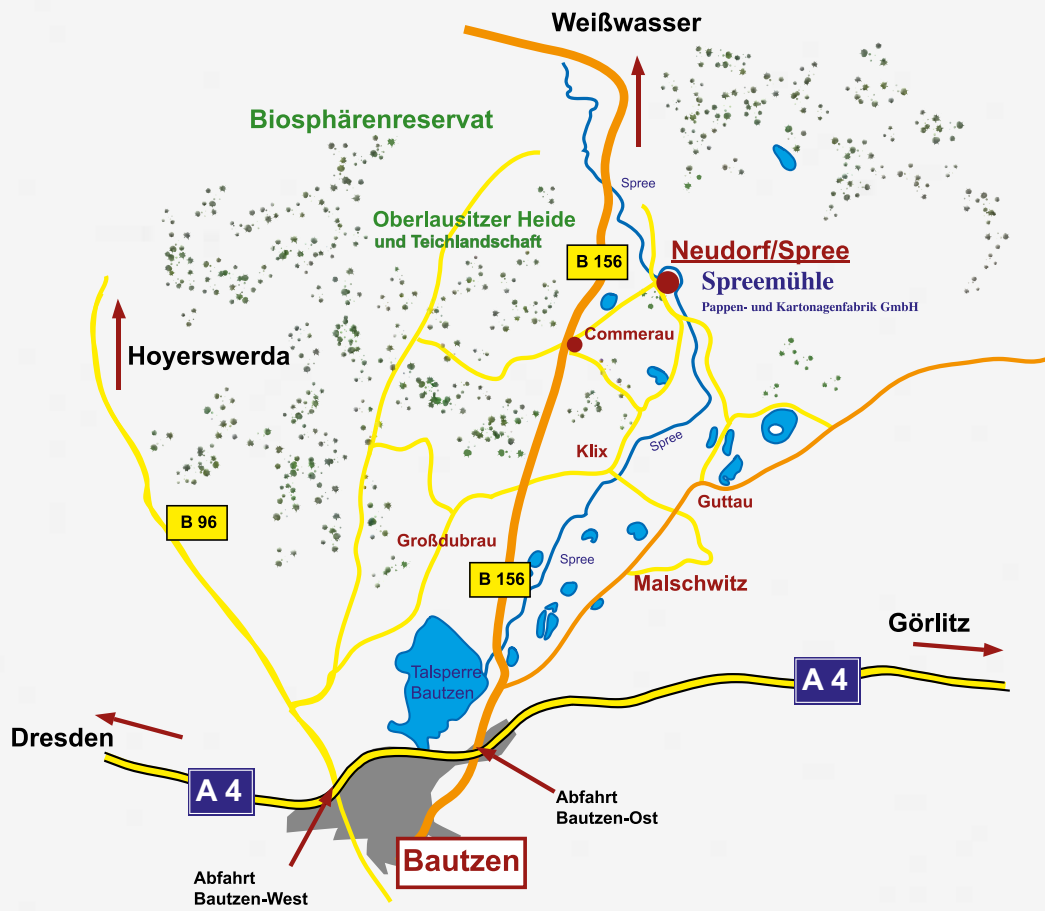 Weißwasser
Biosphärenreservat
Spree
Oberlausitzer Heide
und Teichlandschaft
B 156
Neudorf/Spree
Spreemühle
Pappen- und Kartonagenfabrik GmbH
Commerau
Hoyerswerda
Klix
Spree
Guttau
B 96
Großdubrau
Spree
B 156
Malschwitz
Görlitz
Talsperre
Bautzen
A 4
Dresden
A 4
Abfahrt
Bautzen-Ost
Bautzen
Abfahrt
Bautzen-West